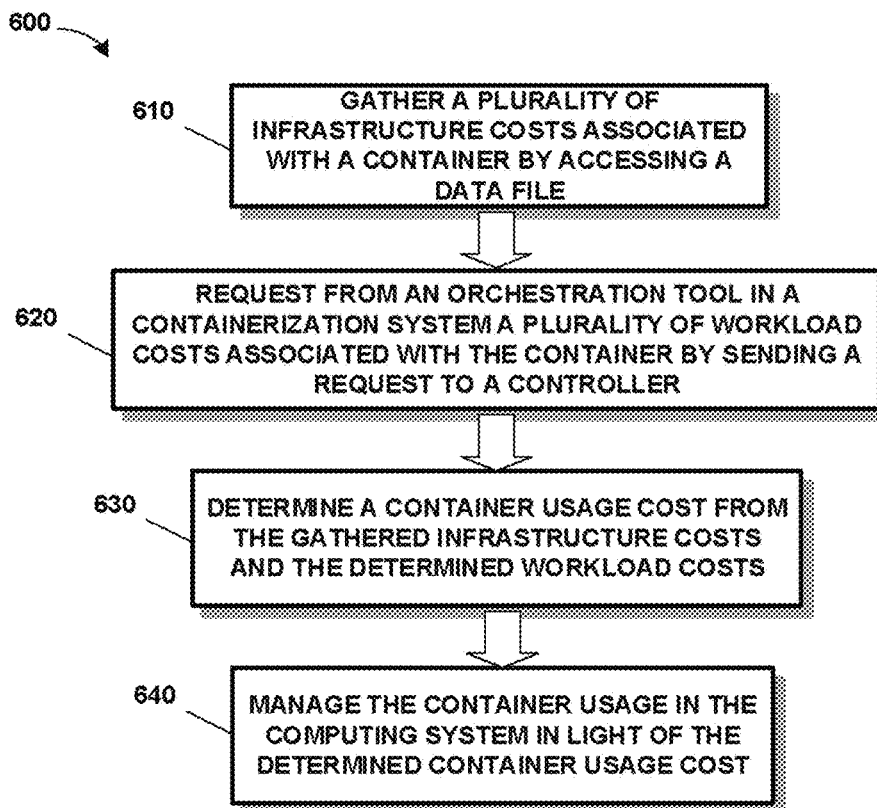 600
610
GATHER A PLURALITY OF
INFRASTRUCTURE COSTS ASSOCIATED
WITH A CONTAINER BY ACCESSING A
DATA FILE
620
REQUEST FROM AN ORCHESTRATION TOOL IN A
CONTAINERIZATION SYSTEM A PLURALITY OF WORKLOAD
COSTS ASSOCIATED WITH THE CONTAINER BY SENDING A
REQUEST TO A CONTROLLER
630
DETERMINE A CONTAINER USAGE COST FROM
THE GATHERED INFRASTRUCTURE COSTS
AND THE DETERMINED WORKLOAD COSTS
640
MANAGE THE CONTAINER USAGE IN THE
COMPUTING SYSTEM IN LIGHT OF THE
DETERMINED CONTAINER USAGE COST